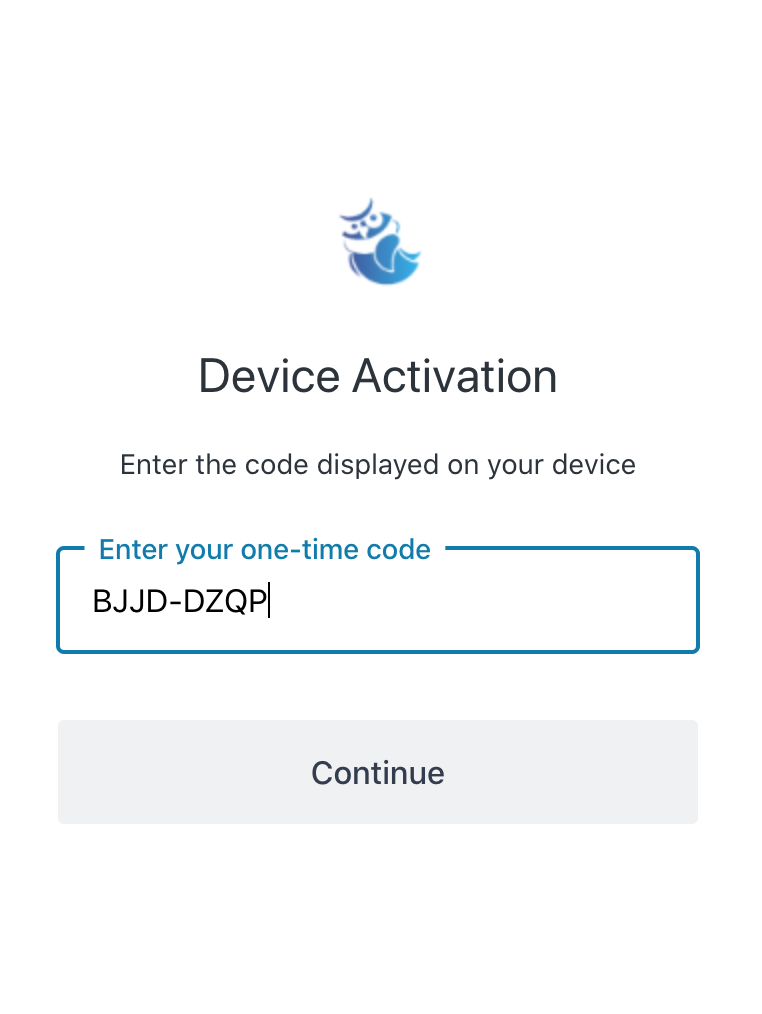 Device Activation
Enter the code displayed on your device
Enter your one-time code
BJJD-DZQP
Continue